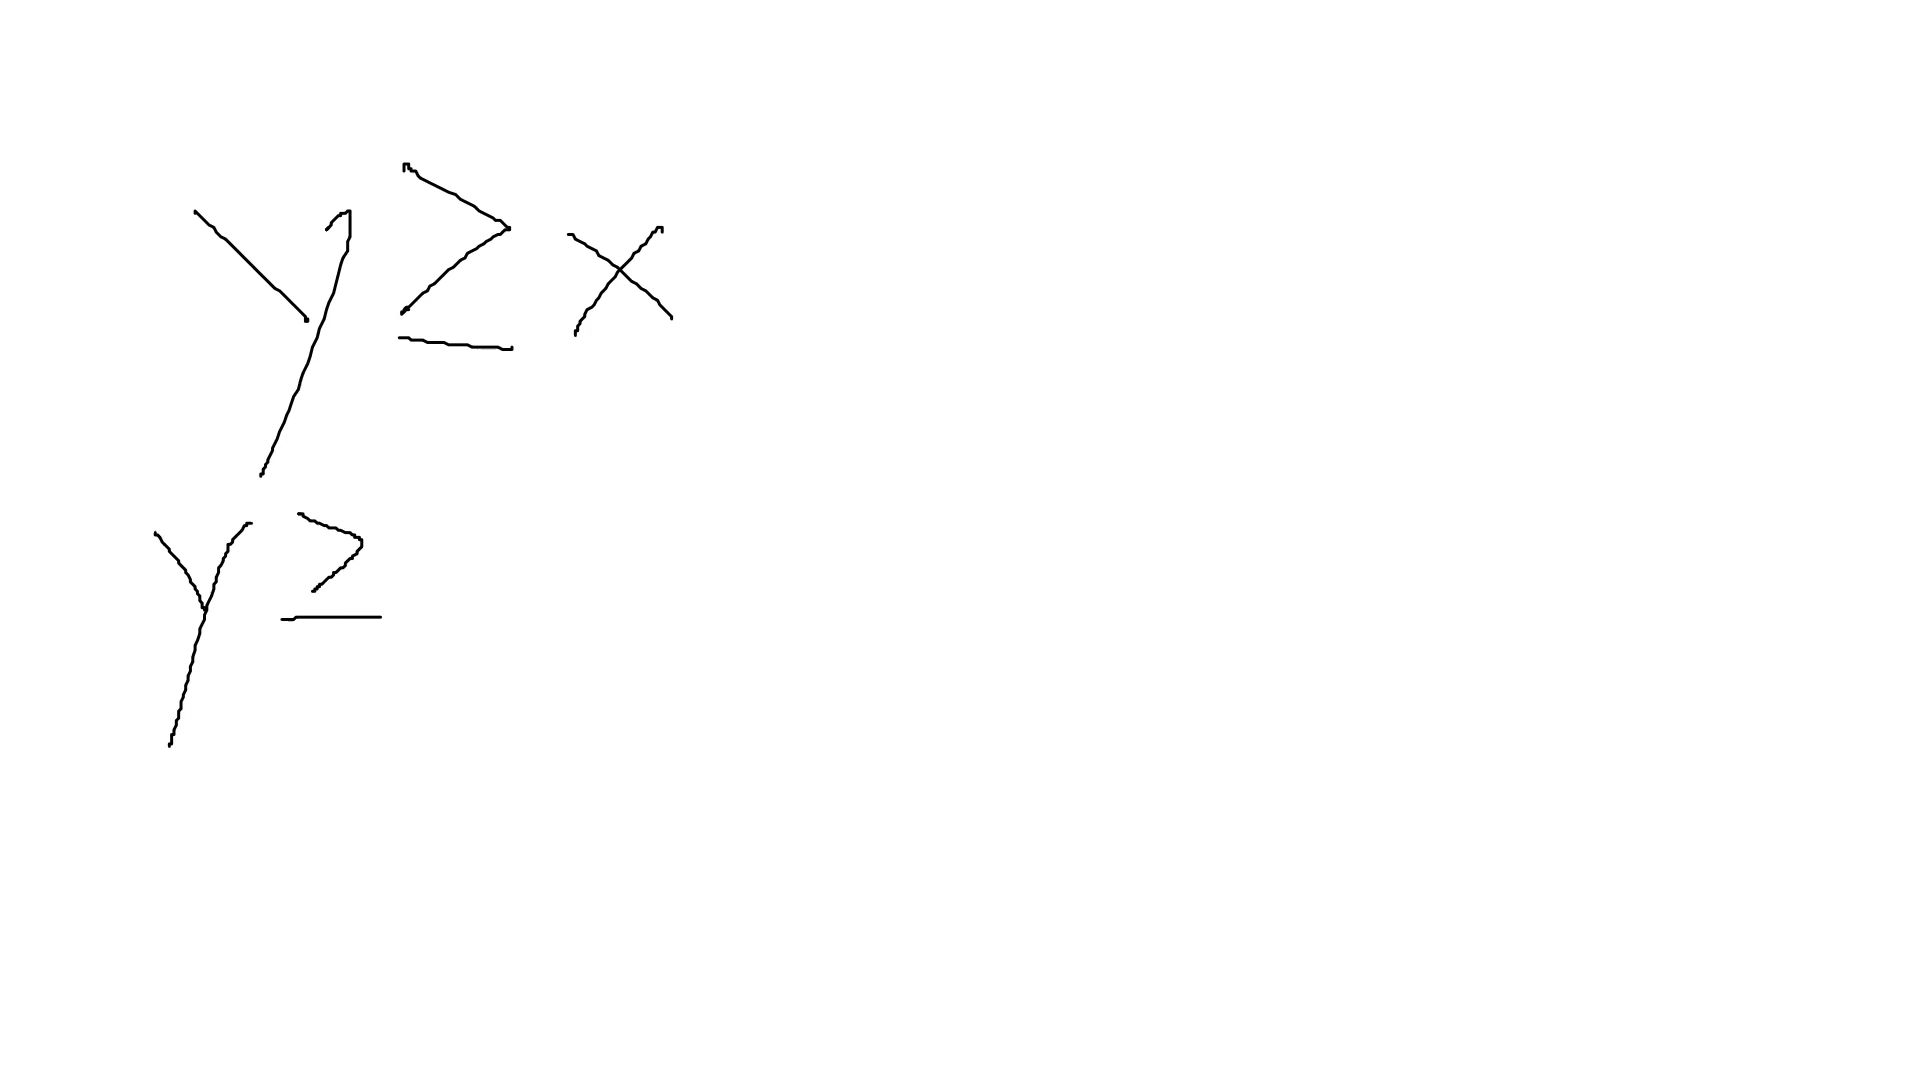 y ≥ x
y ≥